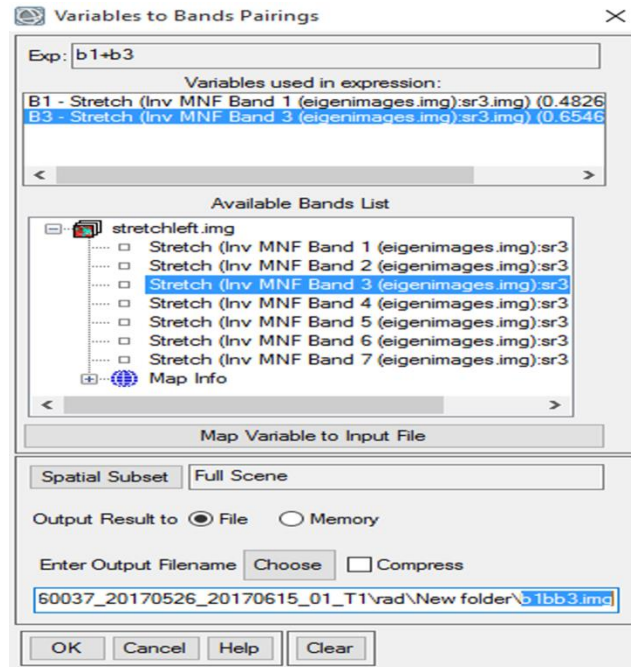 Variables to Bands Pairings
Exp: b1+b3
Variables used in expression:
B1 - Stretch (Inv MNF Band 1 (eigenimages.img):sr3.img) (0.4826
B3 - Stretch (Inv MNF Band 3 (eigenimages.img):sr3.img) (0.6546
Available Bands List
stretchleft.img
Stretch (Inv MNF Band 1 (eigenimages.img):sr3
Stretch (Inv MNF Band 2 (eigenimages.img):sr3
Stretch (Inv MNF Band 3 (eigenimages.img):sr3
Stretch (Inv MNF Band 4 (eigenimages.img):sr3
Stretch (Inv MNF Band 5 (eigenimages.img):sr3
Stretch (Inv MNF Band 6 (eigenimages.img):sr3
Stretch (Inv MNF Band 7 (eigenimages.img):sr3
Map Info
Map Variable to Input File
Spatial Subset Full Scene
Output Result to File Memory
Enter Output Filename Choose Compress
60037_20170526_20170615_01_T1\rad\New folder\b1bb3.img
OK Cancel Help Clear